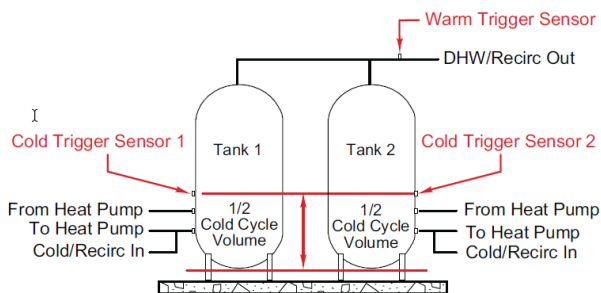 Warm Trigger Sensor
DHW/Recirc Out
Cold Trigger Sensor 1
Tank 1
Tank 2
Cold Trigger Sensor 2
From Heat Pump
To Heat Pump
Cold/Recirc In
1/2
Cold Cycle
Volume
1/2
Cold Cycle
Volume
From Heat Pump
To Heat Pump
Cold/Recirc In